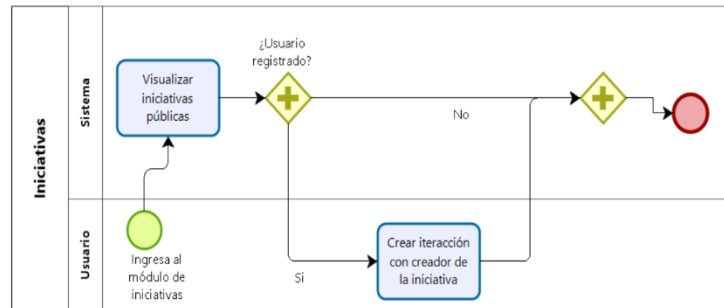 Iniciativas
Sistema
Usuario
Visualizar
iniciativas
públicas
¿Usuario
registrado?
No
Ingresa al
módulo de
iniciativas
Si
Crear iteracción
con creador de
la iniciativa